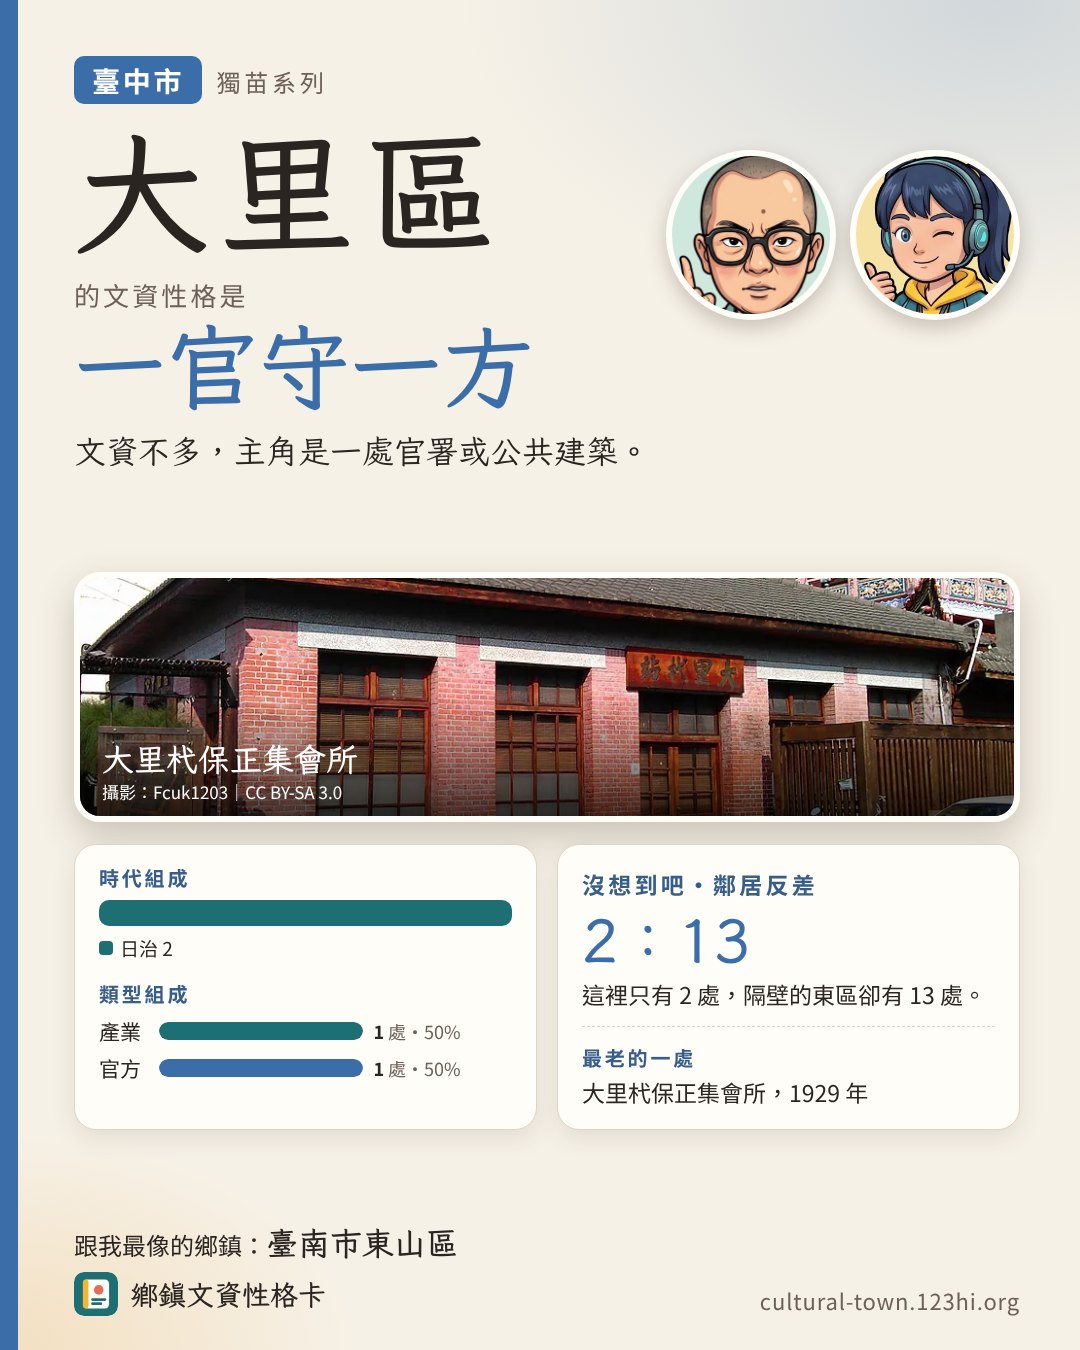 臺中市 獨苗系列
大里區
的文資性格是
一官守一方
文資不多，主角是一處官署或公共建築。
站杙里大
大里杙保正集會所
攝影：Fcuk1203｜CC BY-SA 3.0
時代組成
日治 2
類型組成
產業 1 處・50%
官方 1 處・50%
沒想到吧・鄰居反差
2：13
這裡只有 2 處，隔壁的東區卻有 13 處。
最老的一處
大里杙保正集會所，1929 年
跟我最像的鄉鎮：臺南市東山區
鄉鎮文資性格卡
cultural-town.123hi.org